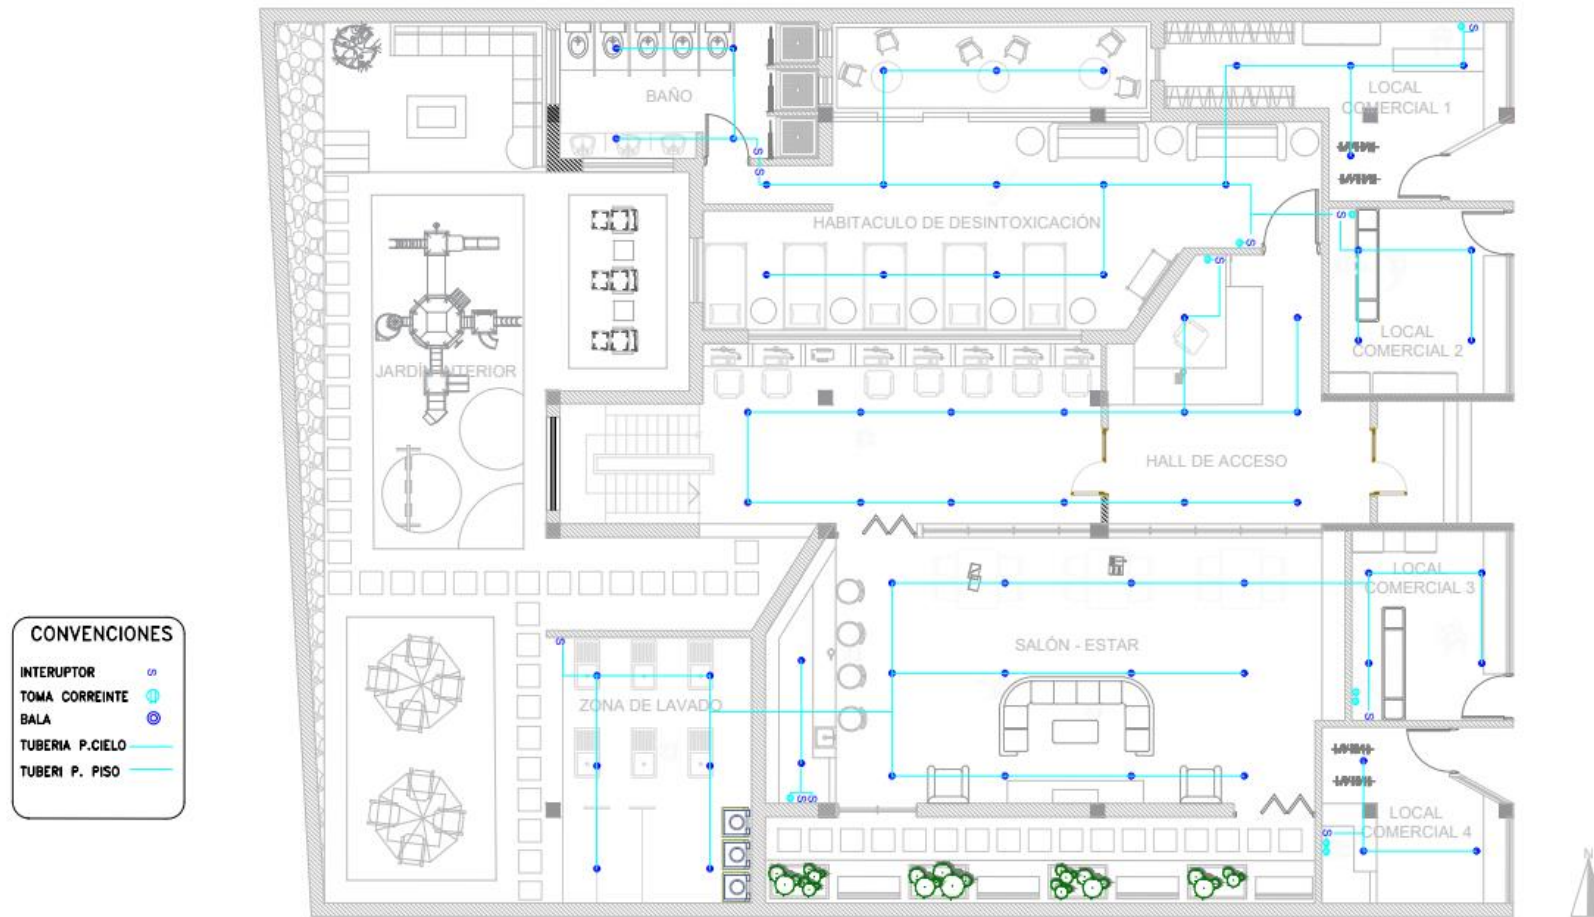 BAÑO
LOCAL
COMERCIAL 1
S
S
S
HABITACULO DE DESINTOXICACIÓN
S
S
S
LOCAL
COMERCIAL 2
JARDÍN INTERIOR
HALL DE ACCESO
LOCAL
COMERCIAL 3
S
SALÓN - ESTAR
ZONA DE LAVADO
S
SS
LOCAL
COMERCIAL 4
S
CONVENCIONES
INTERUPTOR S
TOMA CORREINTE
BALA
TUBERIA P.CIELO
TUBERI P. PISO
N